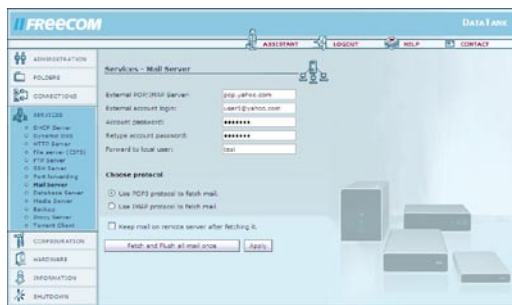 FREECOM
DATATANK
ASSISTANT
LOGOUT
HELP
CONTACT
ADMINISTRATION
FOLDERS
CONNECTIONS
SERVICES
DHCP Server
Dynamic DNS
HTTP Server
File server (CIFS)
FTP Server
SSH Server
Port forwarding
Mail Server
Database Server
Media Server
Backup
Proxy Server
Torrent Client
CONFIGURATION
HARDWARE
INFORMATION
SHUTDOWN
Services - Mail Server
External POP/IMAP Server: pop.yahoo.com
External account login: user1@yahoo.com
Account password: •••••••
Retype account password: •••••••
Forward to local user:
Choose protocol
Use POP3 protocol to fetch mail.
Use IMAP protocol to fetch mail.
Keep mail on remote server after fetching it.
Fetch and Flush all mail once
Apply